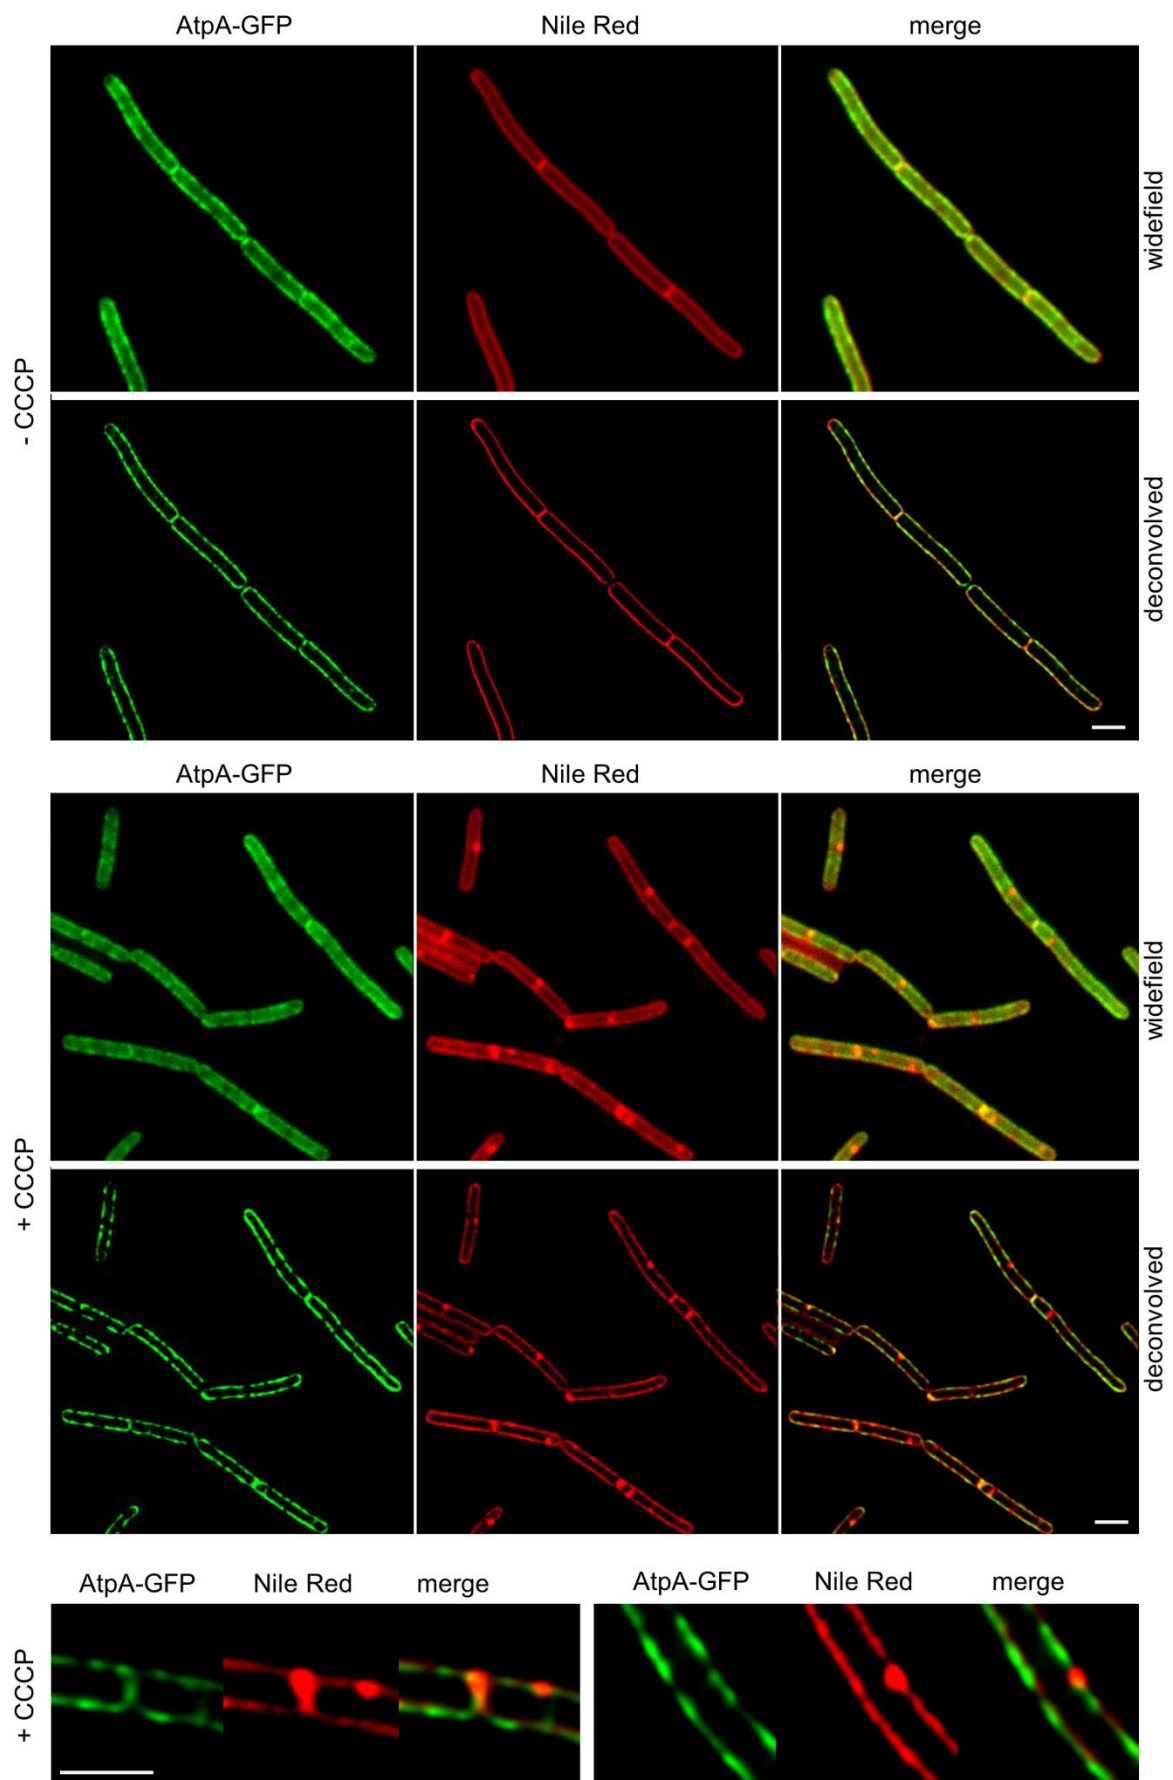 AtpA-GFP Nile Red merge
widefield
- CCCP
deconvolved
AtpA-GFP Nile Red merge
widefield
+ CCCP
deconvolved
AtpA-GFP Nile Red merge AtpA-GFP Nile Red merge
+ CCCP